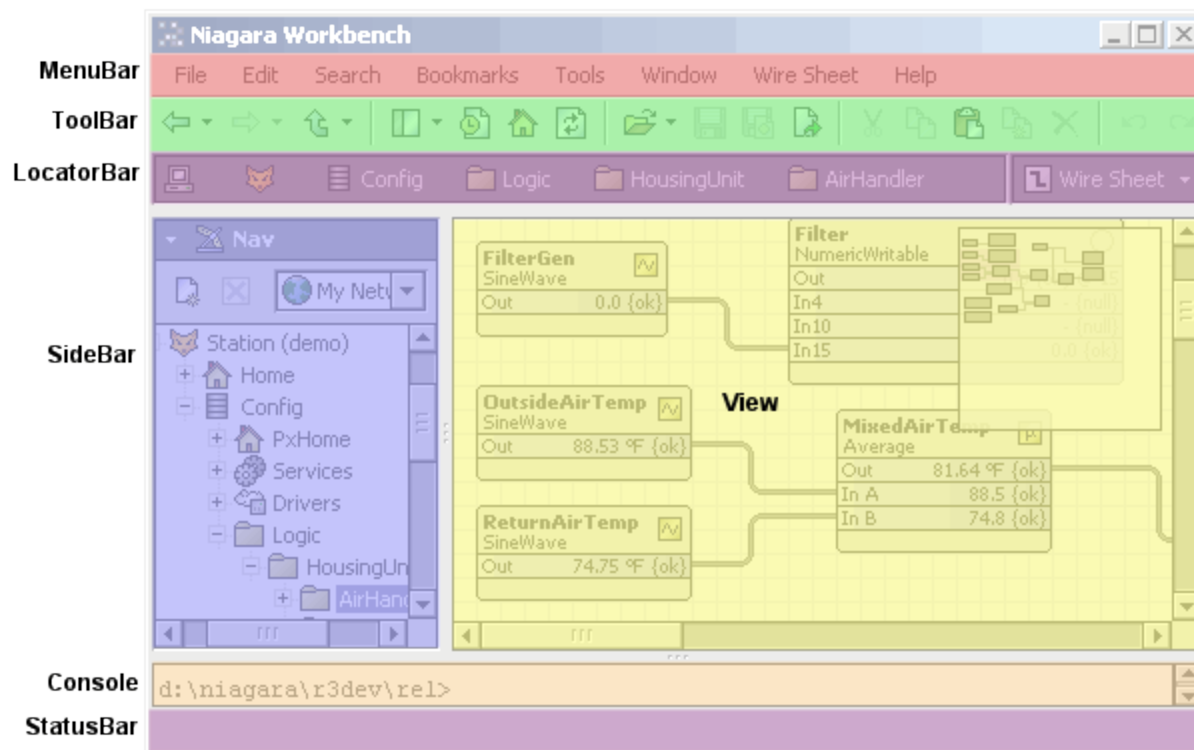 Niagara Workbench
MenuBar
File Edit Search Bookmarks Tools Window Wire Sheet Help
ToolBar
LocatorBar
Config Logic HousingUnit AirHandler Wire Sheet
SideBar
Nav
My Netw
Station (demo)
Home
Config
PxHome
Services
Drivers
Logic
HousingUn
AirHand
View
FilterGen
SineWave
Out 0.0 {ok}
Filter
NumericWritable
Out
In4
In10 - {null}
In15 0.0 {ok}
OutsideAirTemp
SineWave
Out 88.53 ºF {ok}
MixedAirTemp
Average
Out 81.64 ºF {ok}
In A 88.5 {ok}
In B 74.8 {ok}
ReturnAirTemp
SineWave
Out 74.75 ºF {ok}
Console
d:\niagara\r3dev\rel>
StatusBar